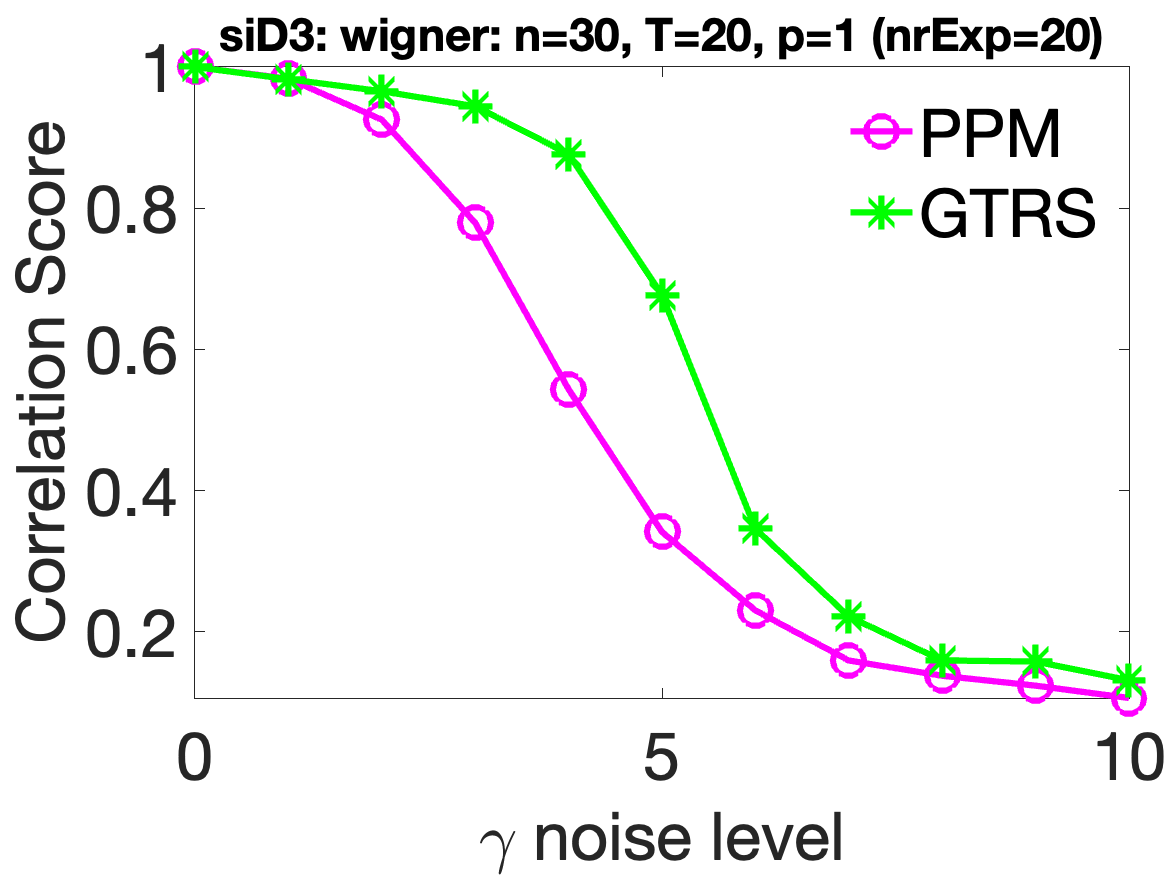 siD3: wigner: n=30, T=20, p=1 (nrExp=20)
1
0.8
0.6
0.4
0.2
Correlation Score
PPM
GTRS
0 5 10
γ noise level